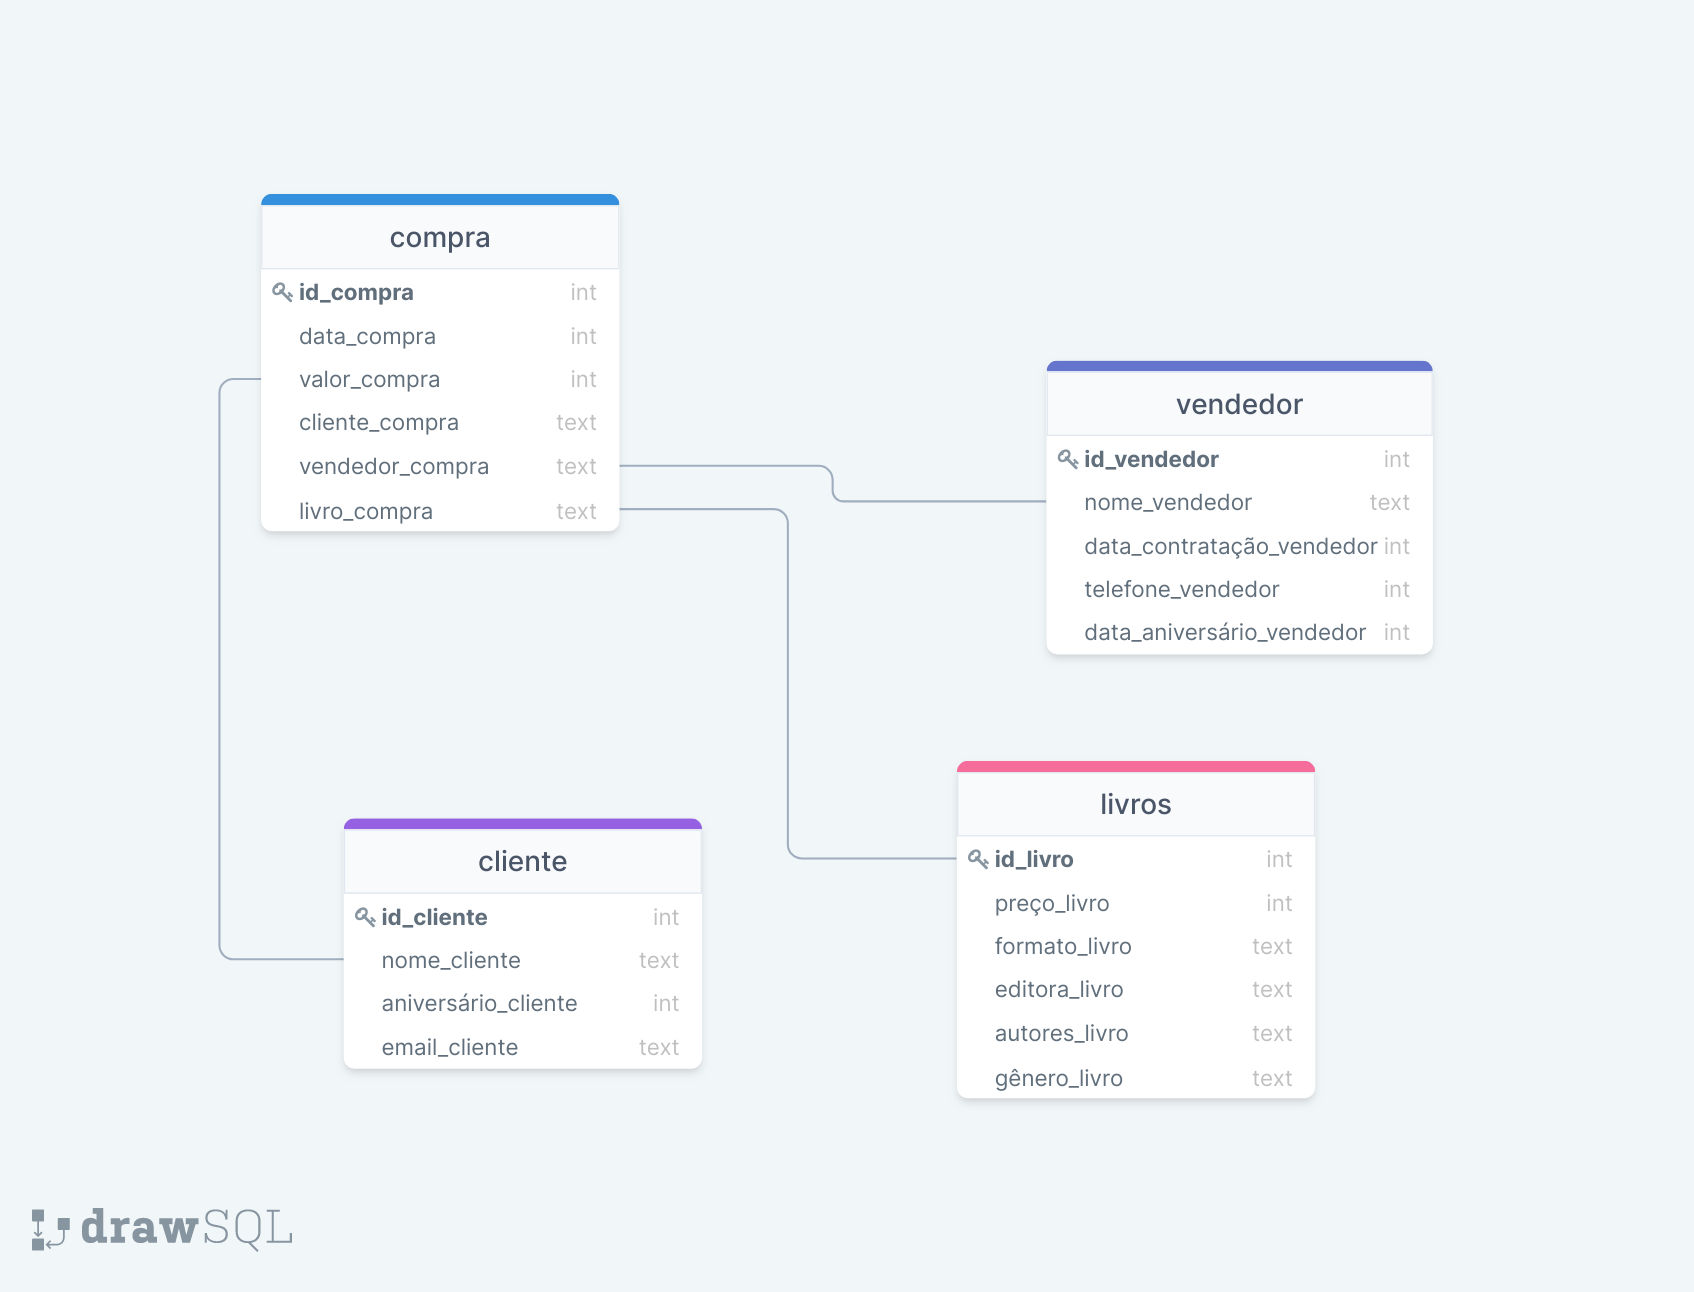 compra
id_compra int
data_compra int
valor_compra int
cliente_compra text
vendedor_compra text
livro_compra text
vendedor
id_vendedor int
nome_vendedor text
data_contratação_vendedor int
telefone_vendedor int
data_aniversário_vendedor int
cliente
id_cliente int
nome_cliente text
aniversário_cliente int
email_cliente text
livros
id_livro int
preço_livro int
formato_livro text
editora_livro text
autores_livro text
gênero_livro text
drawSQL